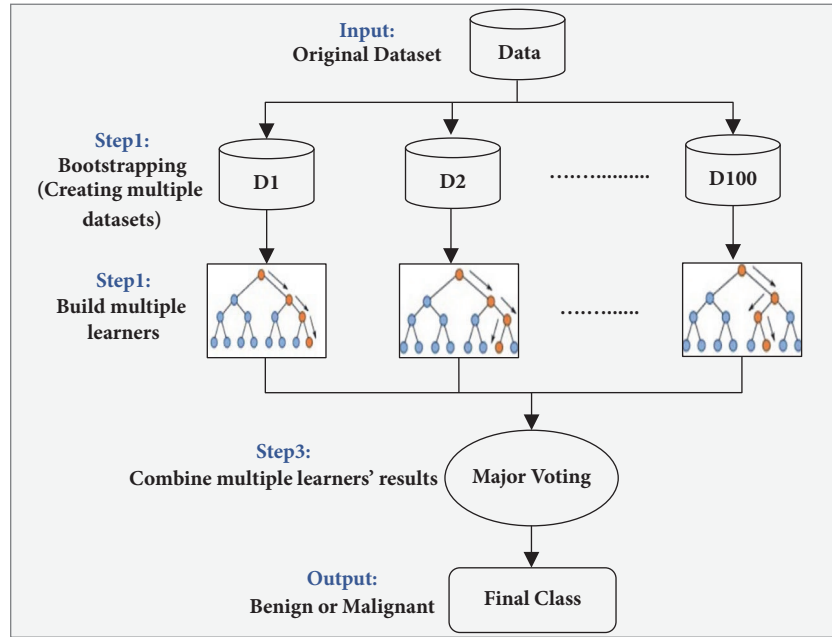 Input:
Original Dataset
Data
Step1:
Bootstrapping
(Creating multiple
datasets)
D1
D2
...................
D100
Step1:
Build multiple
learners
..............
Step3:
Combine multiple learners’ results
Major Voting
Output:
Benign or Malignant
Final Class